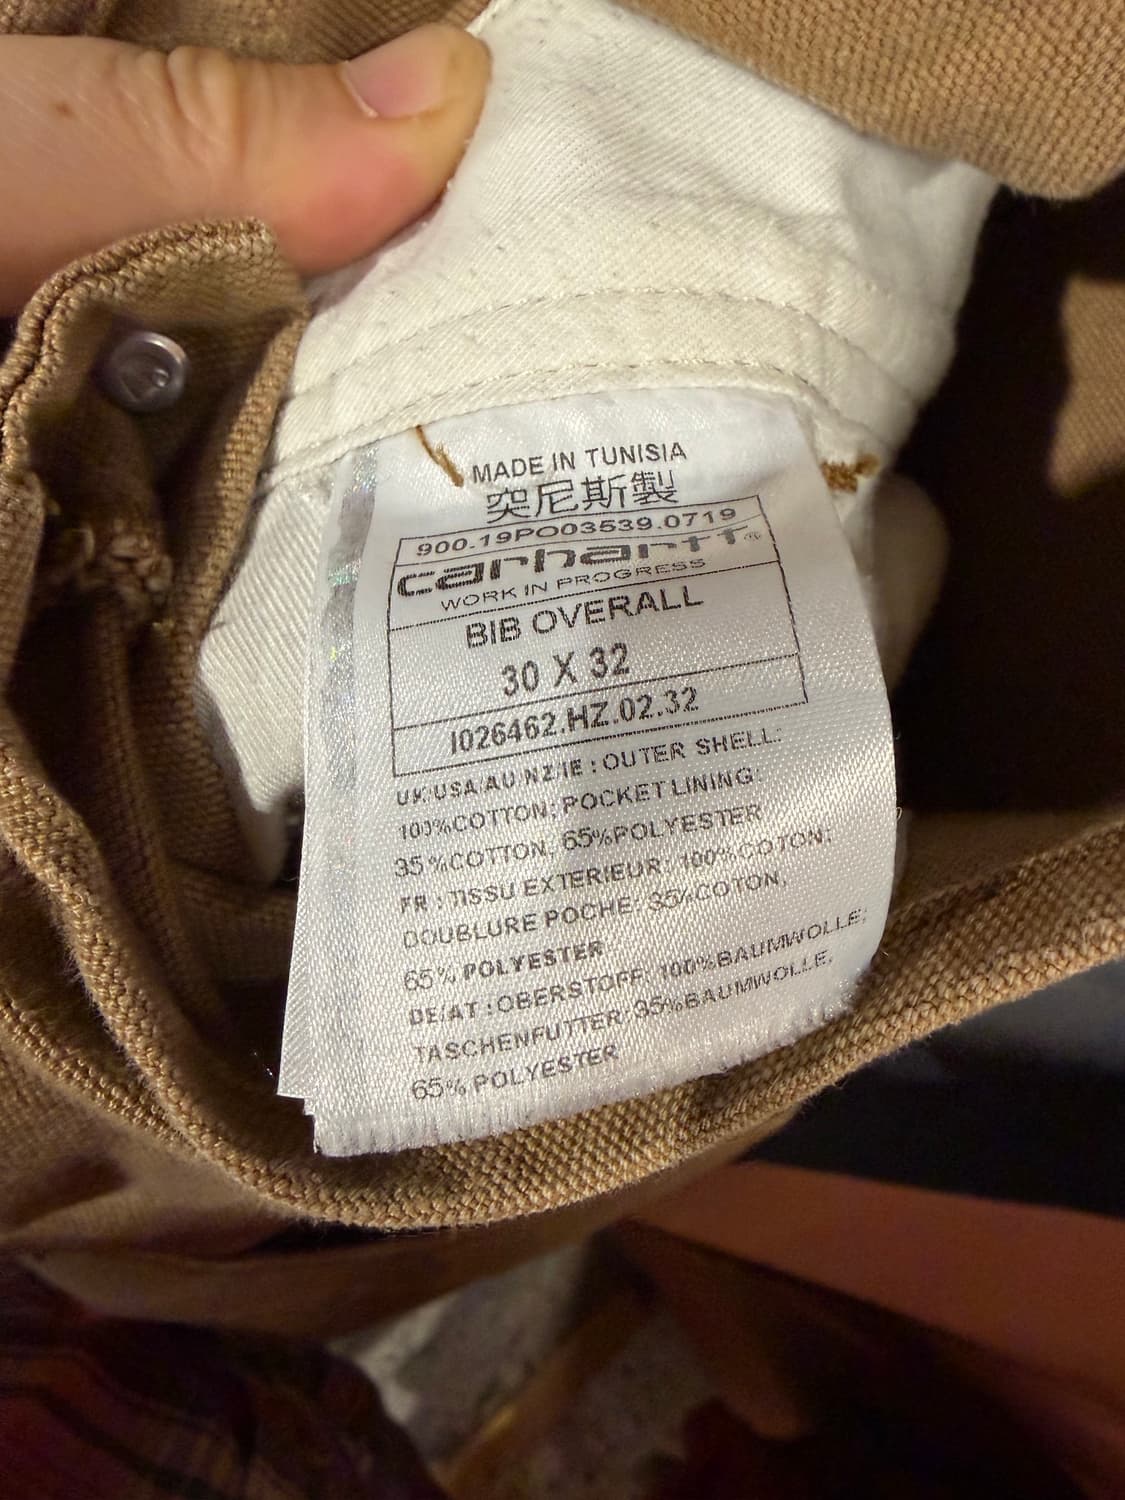 MADE IN TUNISIA
突尼斯製
900.19PO03539.0719
carhartt®
WORK IN PROGRESS
BIB OVERALL
30 X 32
I026462.HZ.02.32
UK/USA/AU/NZ/IE : OUTER SHELL:
100%COTTON; POCKET LINING:
35%COTTON, 65%POLYESTER
FR : TISSU EXTERIEUR: 100%COTON;
DOUBLURE POCHE: 35%COTON,
65% POLYESTER
DE/AT : OBERSTOFF: 100%BAUMWOLLE;
TASCHENFUTTER: 35%BAUMWOLLE,
65% POLYESTER